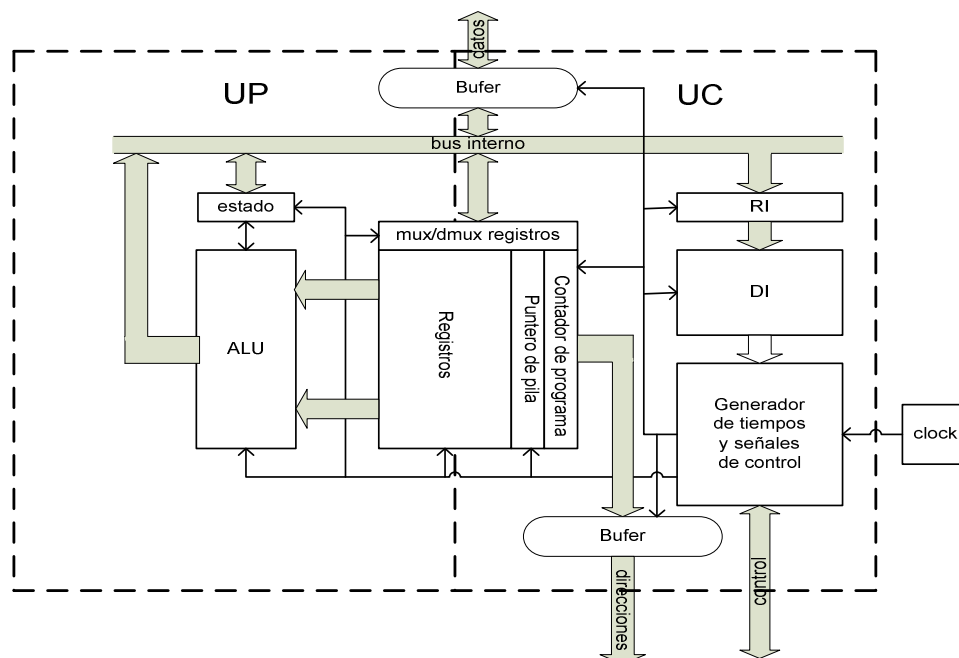 datos
Bufer
UP
UC
bus interno
estado
RI
mux/dmux registros
DI
ALU
Registros
Puntero de pila
Contador de programa
Generador
de tiempos
y señales
de control
clock
Bufer
direcciones
control